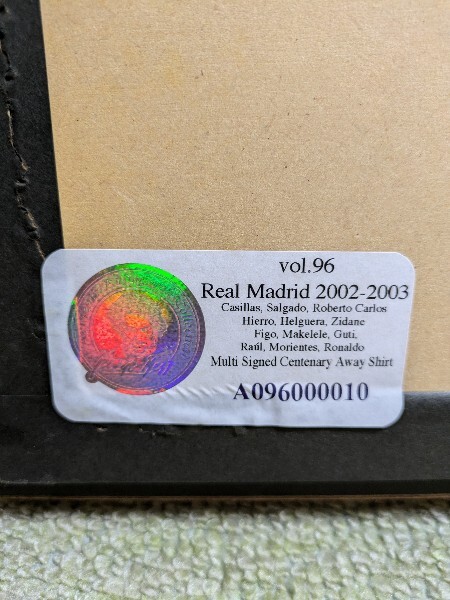 vol.96
Real Madrid 2002-2003
Casillas, Salgado, Roberto Carlos
Hierro, Helguera, Zidane
Figo, Makelele, Guti,
Raúl, Morientes, Ronaldo
Multi Signed Centenary Away Shirt
A096000010